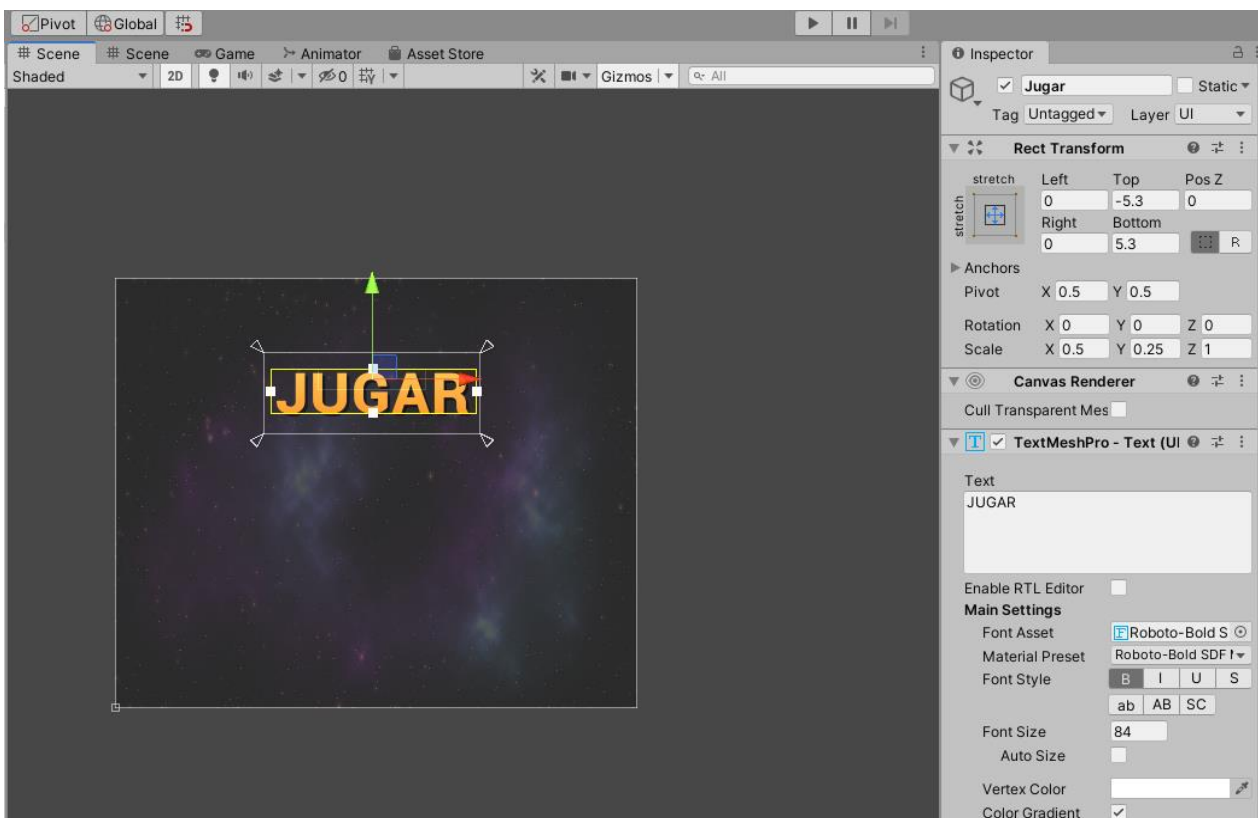 Pivot Global
# Scene # Scene Game Animator Asset Store
Shaded 2D 0 Gizmos All
JUGAR
Inspector
Jugar Static
Tag Untagged Layer UI
Rect Transform
stretch Left Top Pos Z
stretch 0 -5.3 0
Right Bottom
0 5.3 R
Anchors
Pivot X 0.5 Y 0.5
Rotation X 0 Y 0 Z 0
Scale X 0.5 Y 0.25 Z 1
Canvas Renderer
Cull Transparent Mes
T TextMeshPro - Text (UI
Text
JUGAR
Enable RTL Editor
Main Settings
Font Asset F Roboto-Bold S
Material Preset Roboto-Bold SDF
Font Style B I U S
ab AB SC
Font Size 84
Auto Size
Vertex Color
Color Gradient